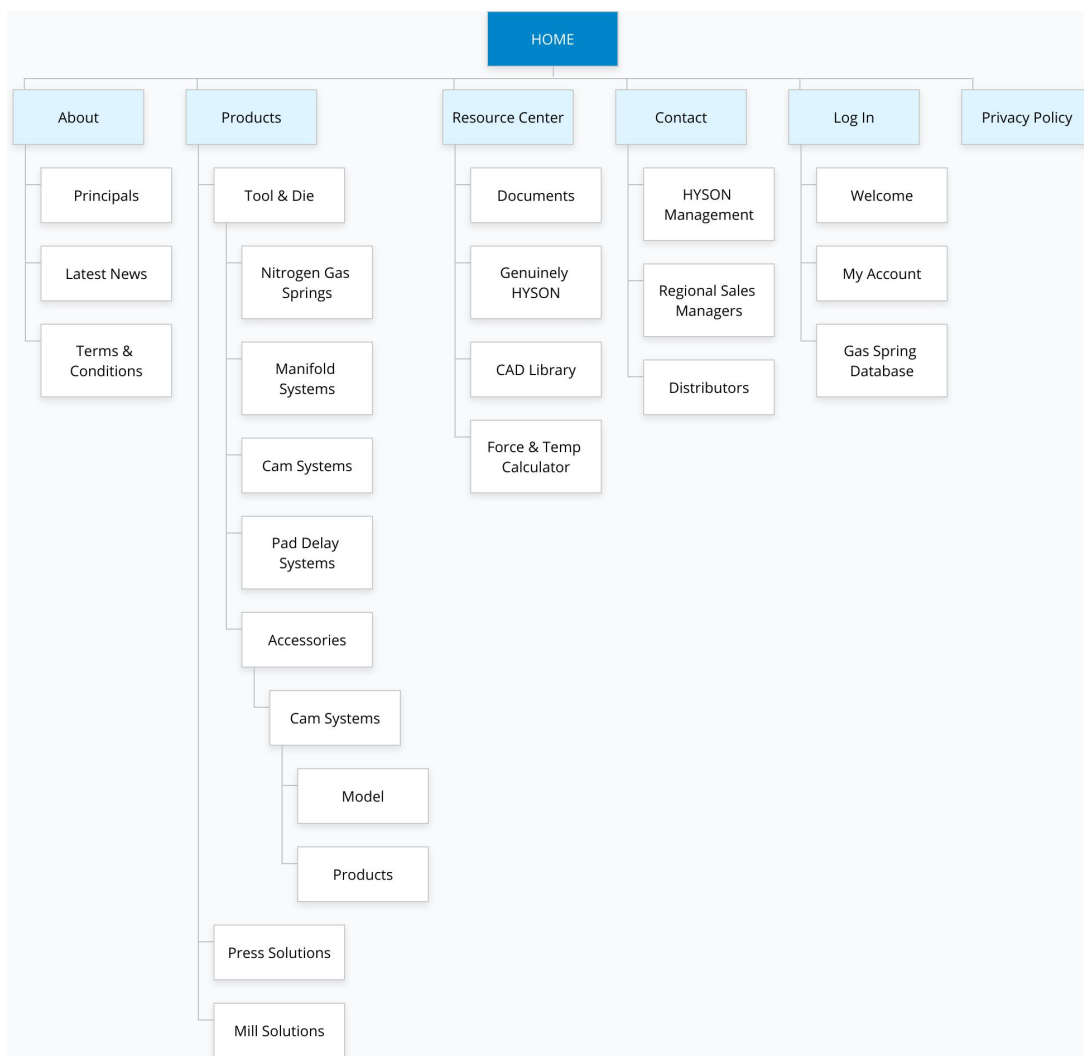 HOME
About
Products
Resource Center
Contact
Log In
Privacy Policy
Principals
Latest News
Terms &
Conditions
Tool & Die
Nitrogen Gas
Springs
Manifold
Systems
Cam Systems
Pad Delay
Systems
Accessories
Cam Systems
Model
Products
Press Solutions
Mill Solutions
Documents
Genuinely
HYSON
CAD Library
Force & Temp
Calculator
HYSON
Management
Regional Sales
Managers
Distributors
Welcome
My Account
Gas Spring
Database